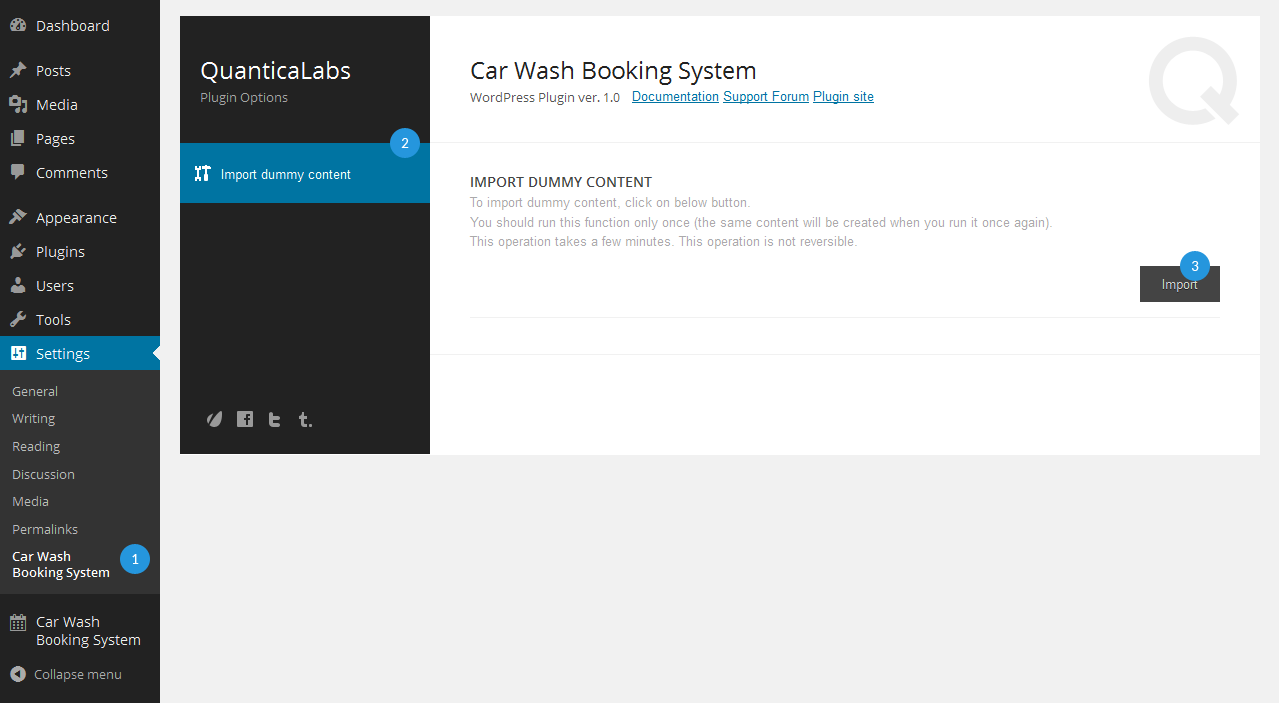 Dashboard
Posts
Media
Pages
Comments
Appearance
Plugins
Users
Tools
Settings
General
Writing
Reading
Discussion
Media
Permalinks
Car Wash
Booking System
1
Car Wash
Booking System
Collapse menu
QuanticaLabs
Plugin Options
2
Import dummy content
Car Wash Booking System
WordPress Plugin ver. 1.0 Documentation Support Forum Plugin site
IMPORT DUMMY CONTENT
To import dummy content, click on below button.
You should run this function only once (the same content will be created when you run it once again).
This operation takes a few minutes. This operation is not reversible.
3
Import